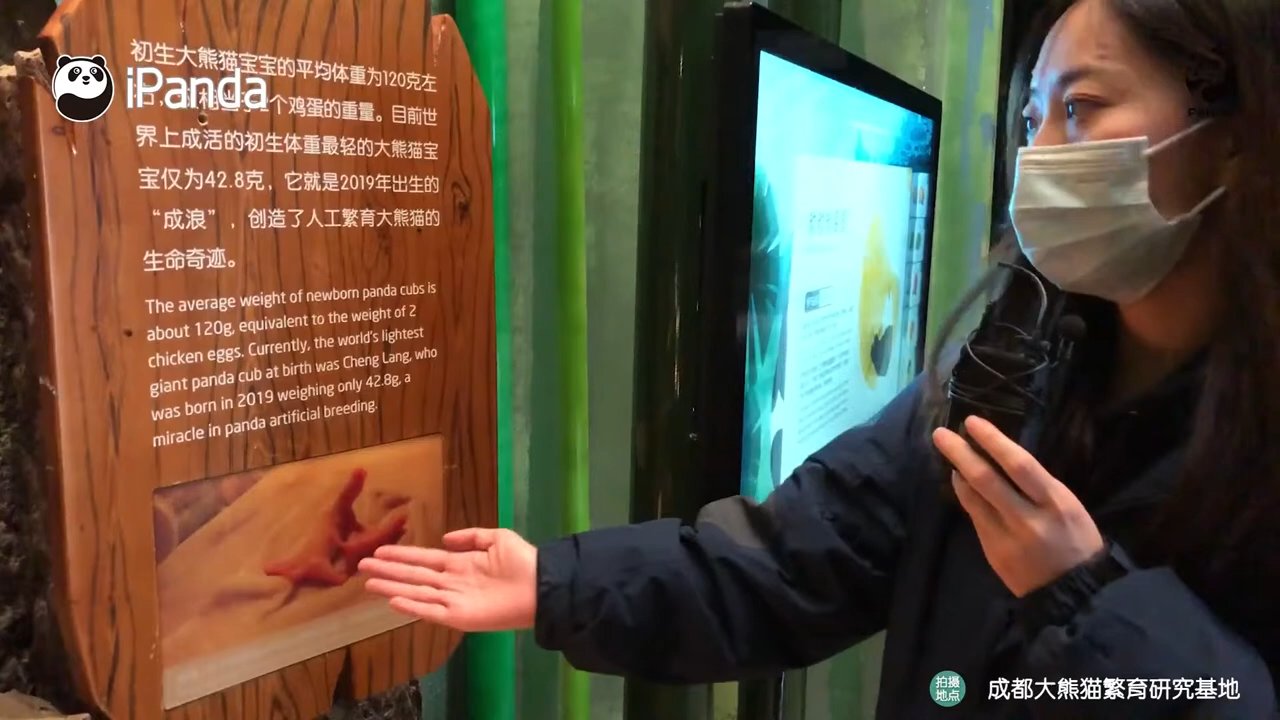 iPanda
初生大熊猫宝宝的平均体重为120克左
个鸡蛋的重量。目前世
界上成活的初生体重最轻的大熊猫宝
宝仅为42.8克，它就是2019年出生的
“成浪”，创造了人工繁育大熊猫的
生命奇迹。
The average weight of newborn panda cubs is
about 120g, equivalent to the weight of 2
chicken eggs. Currently, the world's lightest
giant panda cub at birth was Cheng Lang, who
was born in 2019 weighing only 42.8g, a
miracle in panda artificial breeding.
拍摄
地点
成都大熊猫繁育研究基地